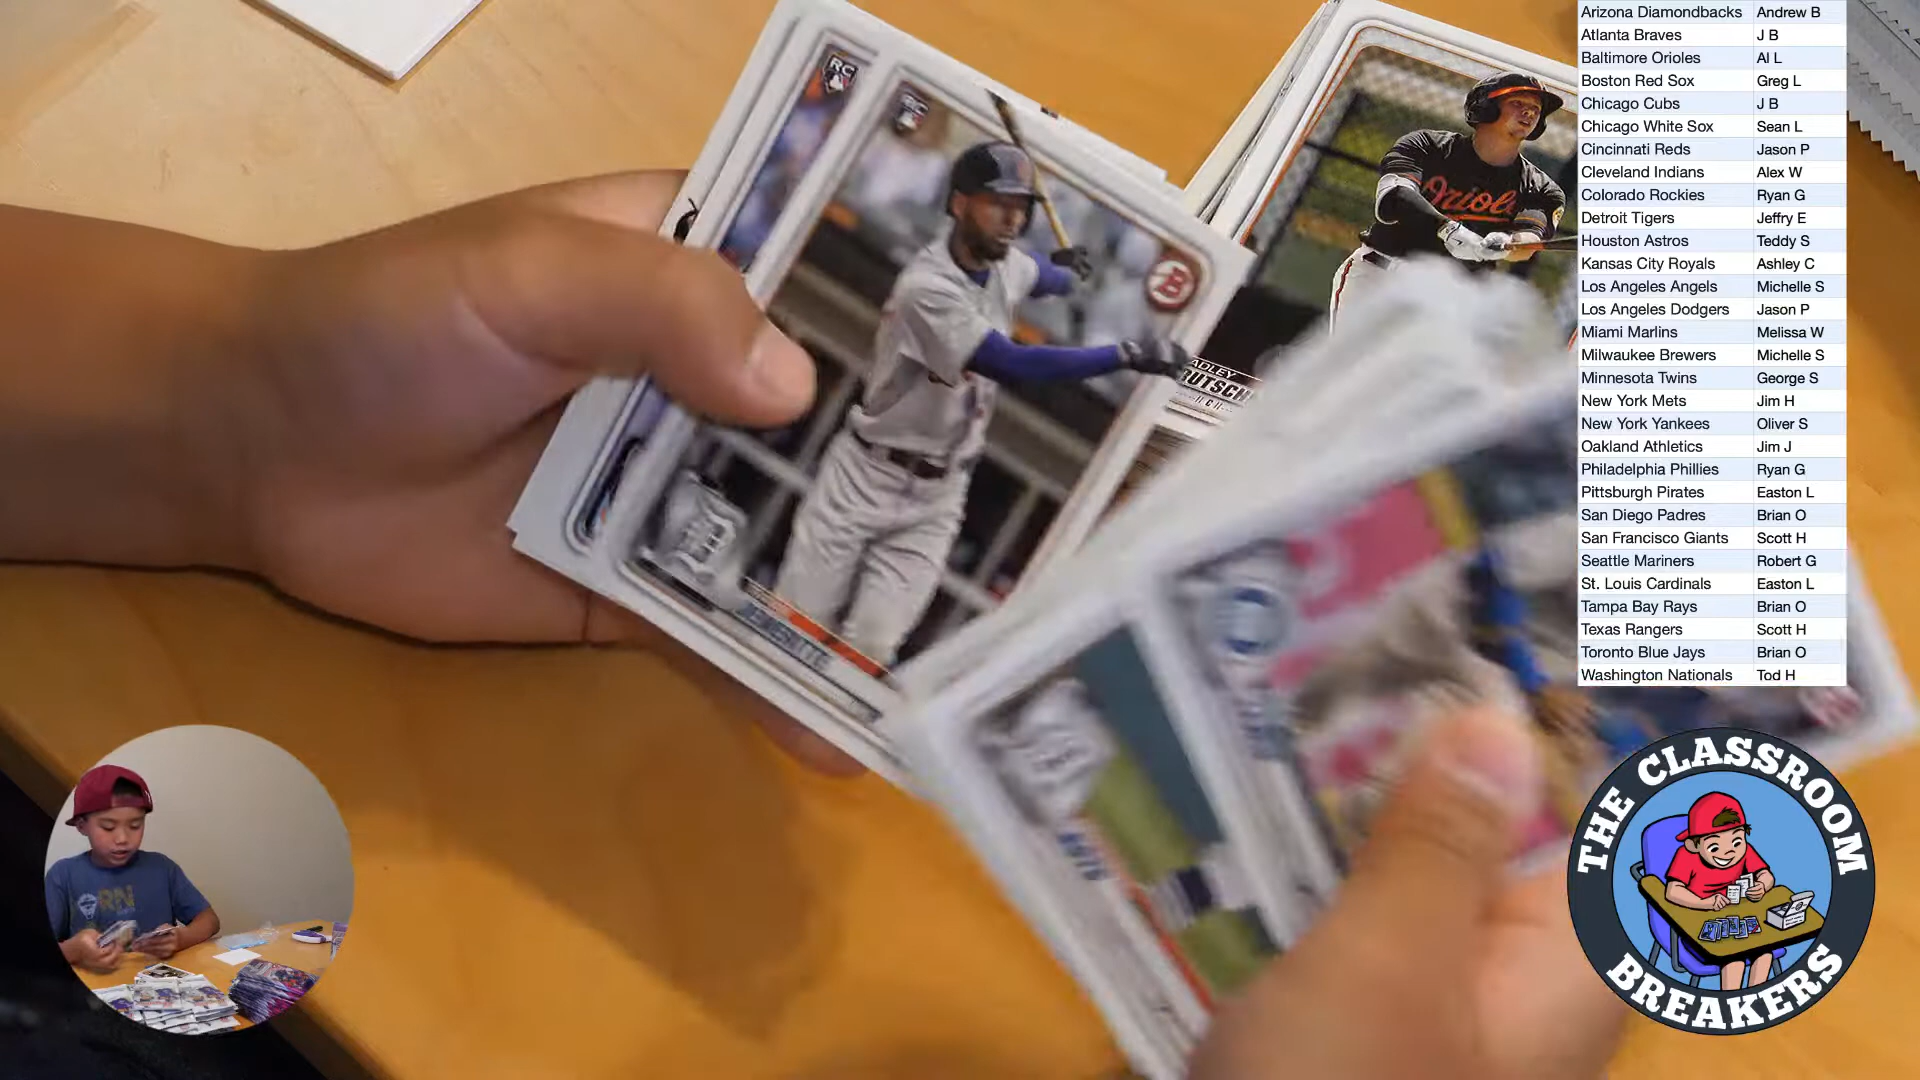 Arizona Diamondbacks Andrew B
Atlanta Braves J B
Baltimore Orioles Al L
Boston Red Sox Greg L
Chicago Cubs J B
Chicago White Sox Sean L
Cincinnati Reds Jason P
Cleveland Indians Alex W
Colorado Rockies Ryan G
Detroit Tigers Jeffry E
Houston Astros Teddy S
Kansas City Royals Ashley C
Los Angeles Angels Michelle S
Los Angeles Dodgers Jason P
Miami Marlins Melissa W
Milwaukee Brewers Michelle S
Minnesota Twins George S
New York Mets Jim H
New York Yankees Oliver S
Oakland Athletics Jim J
Philadelphia Phillies Ryan G
Pittsburgh Pirates Easton L
San Diego Padres Brian O
San Francisco Giants Scott H
Seattle Mariners Robert G
St. Louis Cardinals Easton L
Tampa Bay Rays Brian O
Texas Rangers Scott H
Toronto Blue Jays Brian O
Washington Nationals Tod H
RC
RC
B
D
ADLEY
RUTSCH
C
THE CLASSROOM
BREAKERS